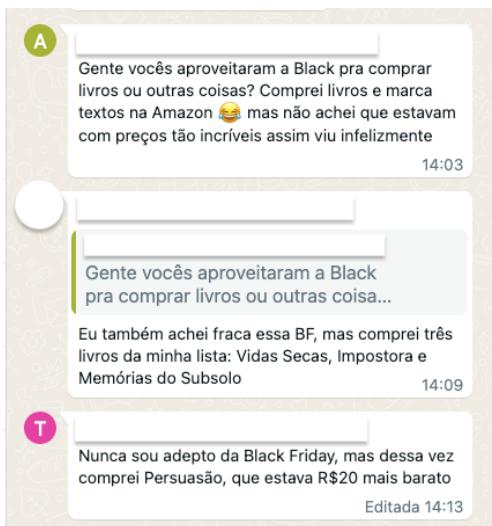 A
Gente vocês aproveitaram a Black pra comprar
livros ou outras coisas? Comprei livros e marca
textos na Amazon 😂 mas não achei que estavam
com preços tão incríveis assim viu infelizmente
14:03
Gente vocês aproveitaram a Black
pra comprar livros ou outras coisa...
Eu também achei fraca essa BF, mas comprei três
livros da minha lista: Vidas Secas, Impostora e
Memórias do Subsolo
14:09
T
Nunca sou adepto da Black Friday, mas dessa vez
comprei Persuasão, que estava R$20 mais barato
Editada 14:13